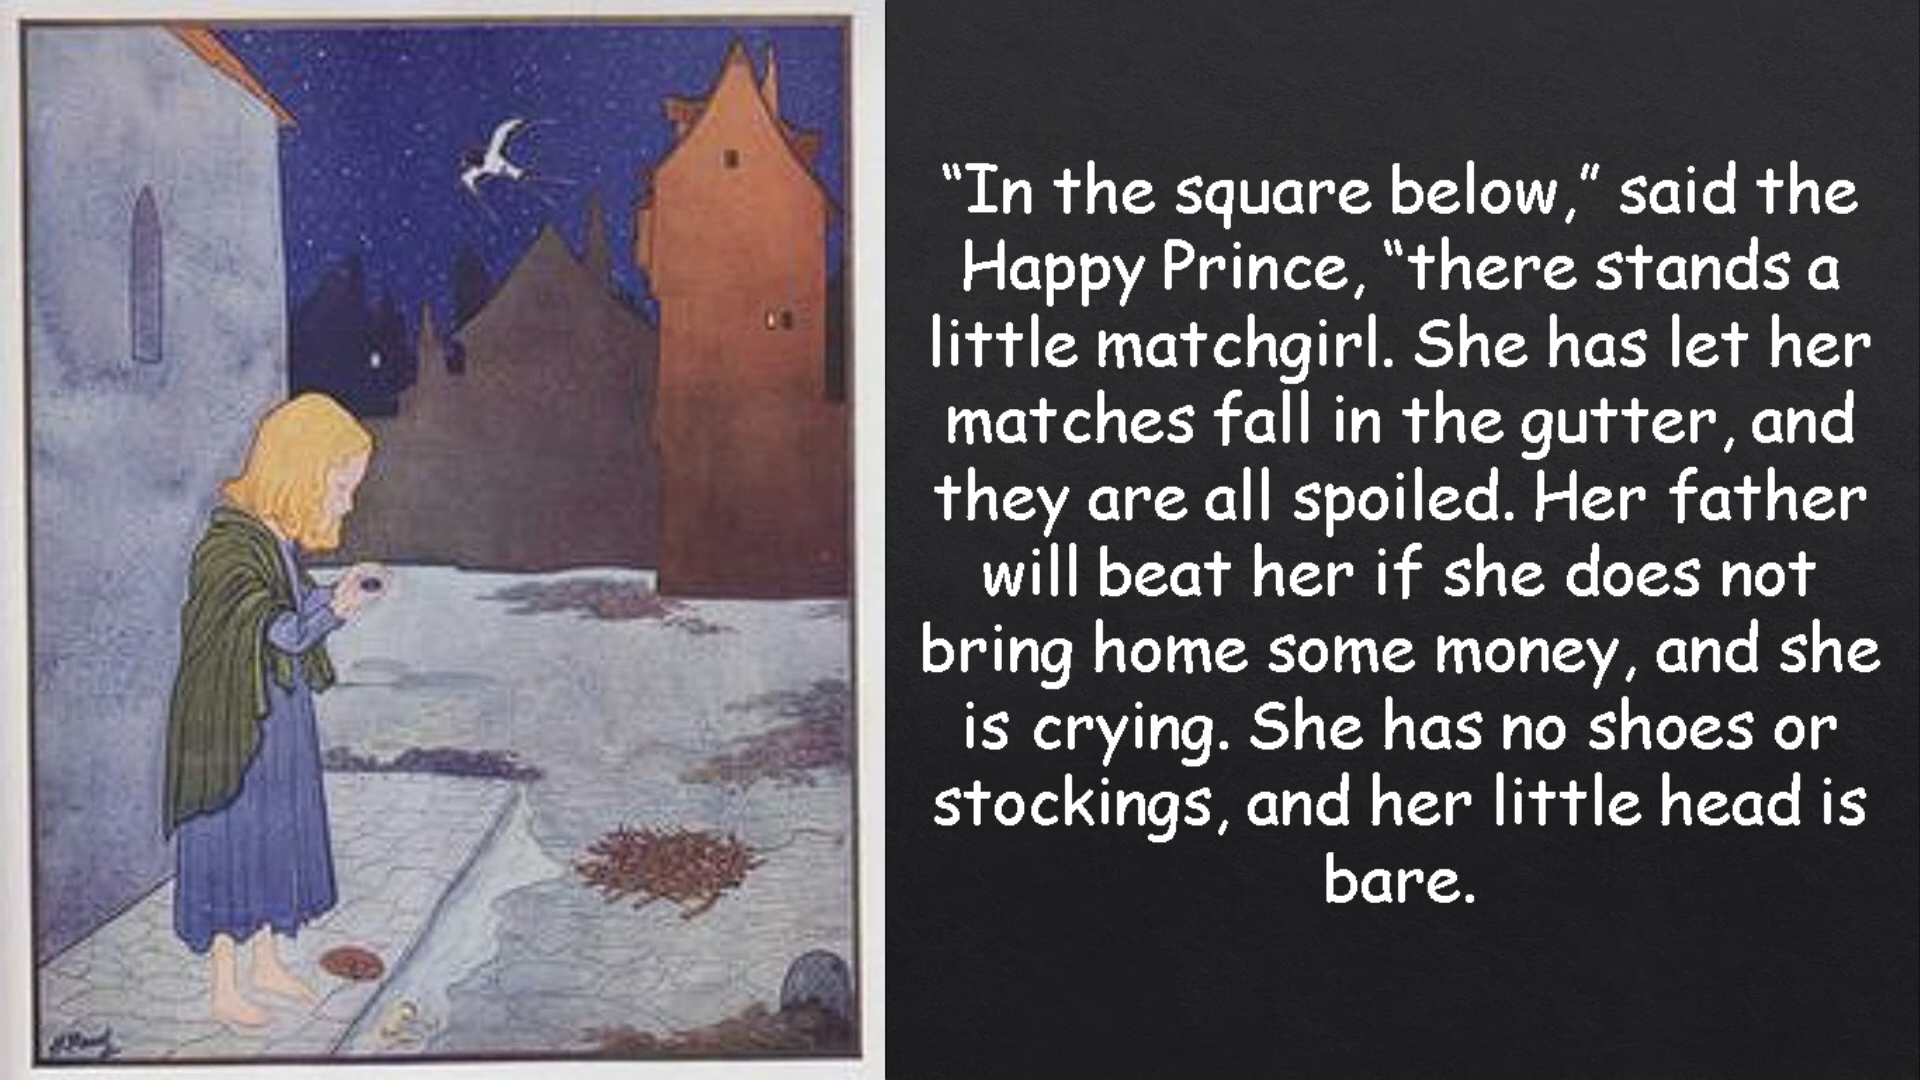 “In the square below,” said the
Happy Prince, “there stands a
little matchgirl. She has let her
matches fall in the gutter, and
they are all spoiled. Her father
will beat her if she does not
bring home some money, and she
is crying. She has no shoes or
stockings, and her little head is
bare.